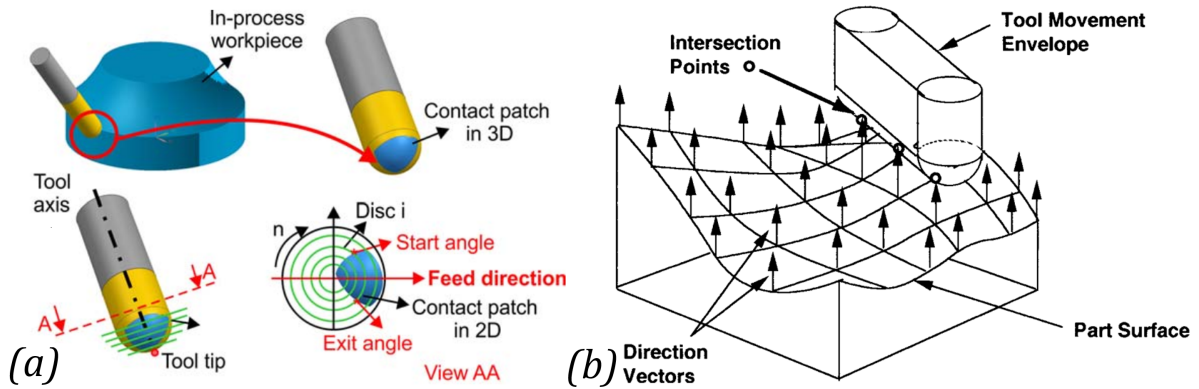 In-process
workpiece
Contact patch
in 3D
Tool
axis
A
A
Tool tip
n
Disc i
Start angle
Feed direction
Contact patch
in 2D
Exit angle
View AA
(a)
Intersection
Points
Tool Movement
Envelope
Direction
Vectors
Part Surface
(b)